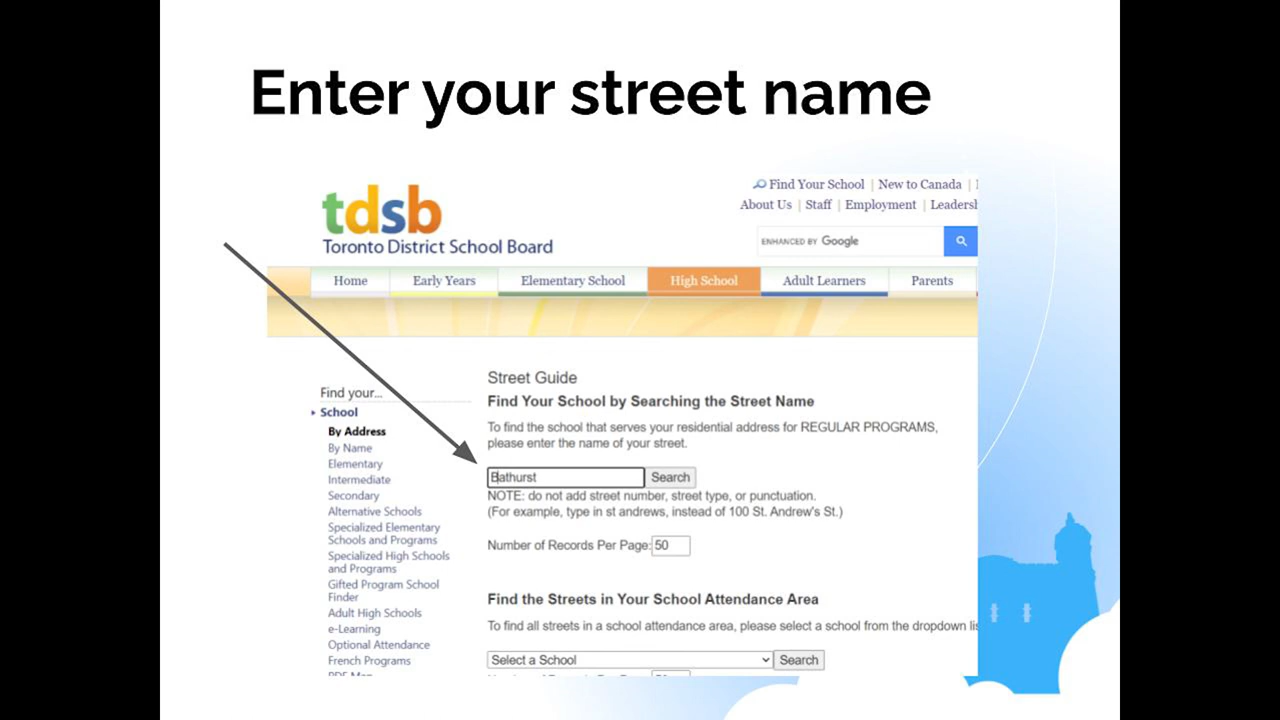 Enter your street name
tdsb
Toronto District School Board
Find Your School | New to Canada |
About Us | Staff | Employment |
ENHANCED BY Google
Home Early Years Elementary School High School Adult Learners Parents
Find your...
School
By Address
By Name
Elementary
Intermediate
Secondary
Alternative Schools
Specialized Elementary
Schools and Programs
Specialized High Schools
and Programs
Gifted Program School
Finder
Adult High Schools
e-Learning
Optional Attendance
French Programs
Street Guide
Find Your School by Searching the Street Name
To find the school that serves your residential address for REGULAR PROGRAMS,
please enter the name of your street.
Bathurst Search
NOTE: do not add street number, street type, or punctuation.
(For example, type in st andrews, instead of 100 St. Andrew's St.)
Number of Records Per Page: 50
Find the Streets in Your School Attendance Area
To find all streets in a school attendance area, please select a school from the dropdown
Select a School Search